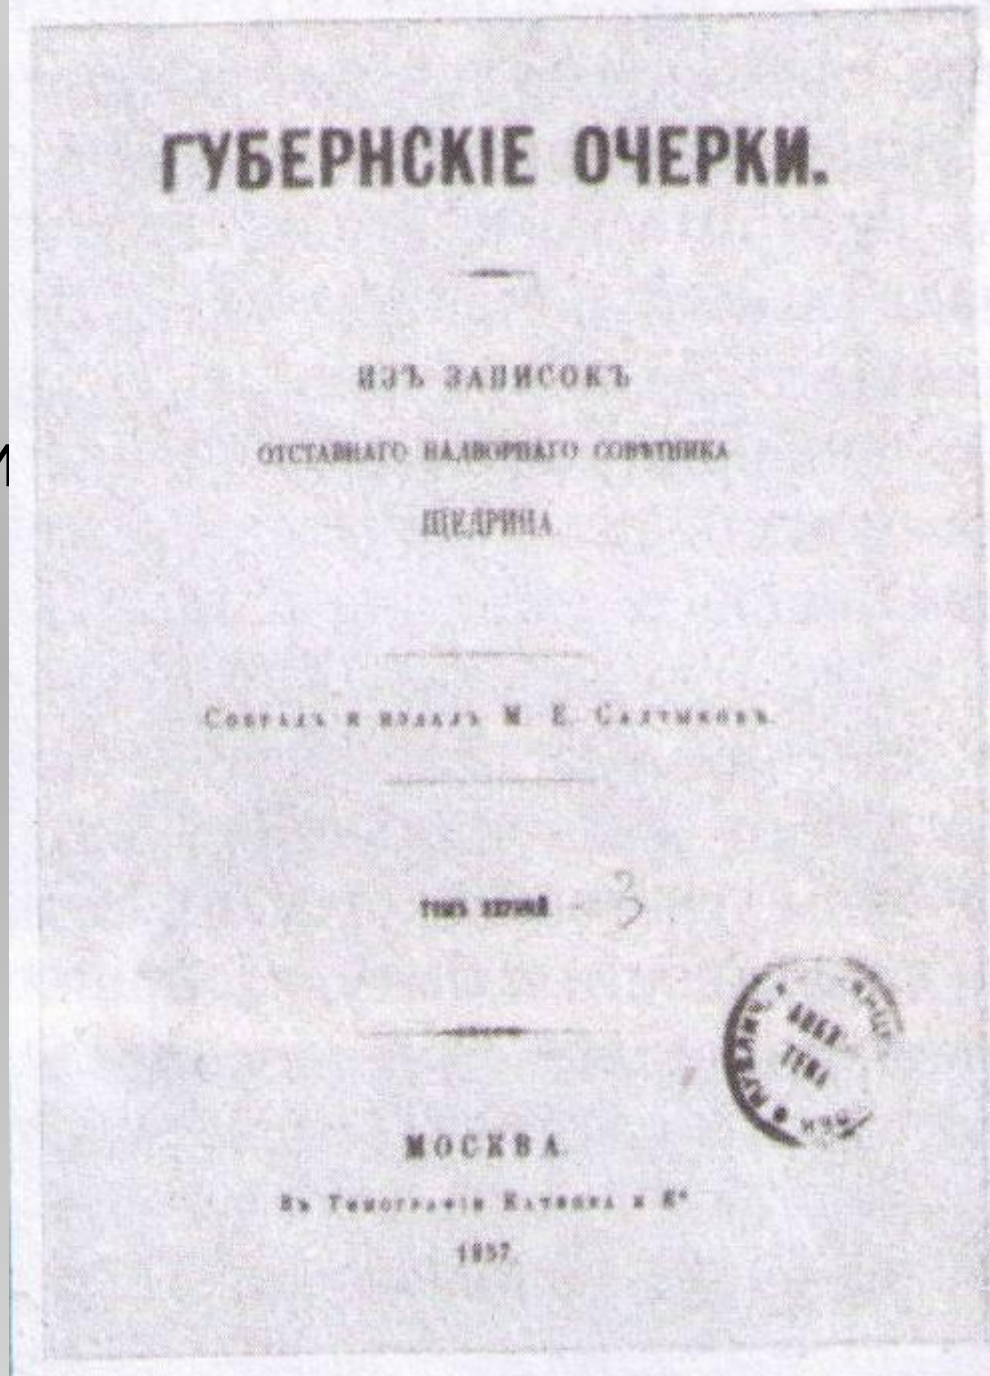 ГУБЕРНСКІЕ ОЧЕРКИ.
ИЗЪ ЗАПИСОКЪ
ОТСТАВНАГО НАДВОРНАГО СОВѢТНИКА
ЩЕДРИНА
Собралъ и издалъ М. Е. Салтыковъ.
ТОМЪ ПЕРВЫЙ - 3
МОСКВА.
Въ Типографіи Каткова и Кº
1857.